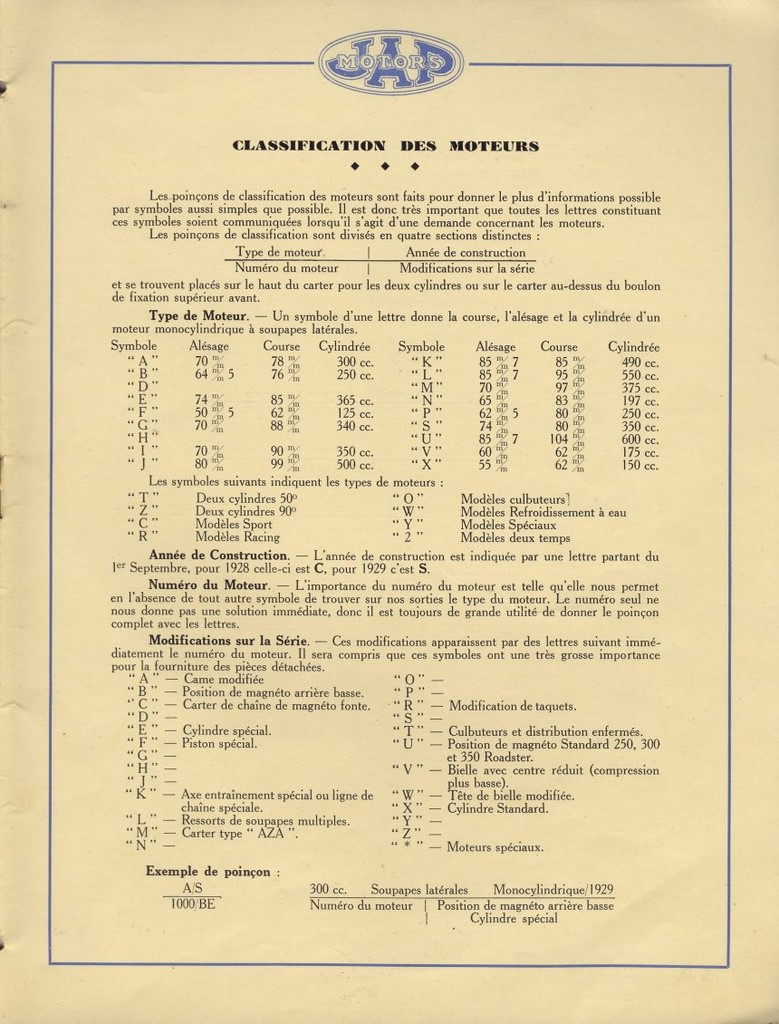 JAP MOTORS
CLASSIFICATION DES MOTEURS
Les poinçons de classification des moteurs sont faits pour donner le plus d'informations possible
par symboles aussi simples que possible. Il est donc très important que toutes les lettres constituant
ces symboles soient communiquées lorsqu'il s'agit d'une demande concernant les moteurs.
Les poinçons de classification sont divisés en quatre sections distinctes :
Type de moteur. | Année de construction
Numéro du moteur | Modifications sur la série
et se trouvent placés sur le haut du carter pour les deux cylindres ou sur le carter au-dessus du boulon
de fixation supérieur avant.
Type de Moteur. — Un symbole d'une lettre donne la course, l'alésage et la cylindrée d'un
moteur monocylindrique à soupapes latérales.
Symbole Alésage Course Cylindrée Symbole Alésage Course Cylindrée
“ A ” 70 m/m 78 m/m 300 cc. “ K ” 85 m/m 7 85 m/m 490 cc.
“ B ” 64 m/m 5 76 m/m 250 cc. “ L ” 85 m/m 7 95 m/m 550 cc.
“ D ” “ M ” 70 m/m 97 m/m 375 cc.
“ E ” 74 m/m 85 m/m 365 cc. “ N ” 65 m/m 83 m/m 197 cc.
“ F ” 50 m/m 5 62 m/m 125 cc. “ P ” 62 m/m 5 80 m/m 250 cc.
“ G ” 70 m/m 88 m/m 340 cc. “ S ” 74 m/m 80 m/m 350 cc.
“ H ” “ U ” 85 m/m 7 104 m/m 600 cc.
“ I ” 70 m/m 90 m/m 350 cc. “ V ” 60 m/m 62 m/m 175 cc.
“ J ” 80 m/m 99 m/m 500 cc. “ X ” 55 m/m 62 m/m 150 cc.
Les symboles suivants indiquent les types de moteurs :
“ T ” Deux cylindres 50° “ O ” Modèles culbuteurs]
“ Z ” Deux cylindres 90° “ W ” Modèles Refroidissement à eau
“ C ” Modèles Sport “ Y ” Modèles Spéciaux
“ R ” Modèles Racing “ 2 ” Modèles deux temps
Année de Construction. — L'année de construction est indiquée par une lettre partant du
1er Septembre, pour 1928 celle-ci est C, pour 1929 c'est S.
Numéro du Moteur. — L'importance du numéro du moteur est telle qu'elle nous permet
en l'absence de tout autre symbole de trouver sur nos sorties le type du moteur. Le numéro seul ne
nous donne pas une solution immédiate, donc il est toujours de grande utilité de donner le poinçon
complet avec les lettres.
Modifications sur la Série. — Ces modifications apparaissent par des lettres suivant immé-
diatement le numéro du moteur. Il sera compris que ces symboles ont une très grosse importance
pour la fourniture des pièces détachées.
“ A ” — Came modifiée
“ B ” — Position de magnéto arrière basse.
“ C ” — Carter de chaîne de magnéto fonte.
“ D ” —
“ E ” — Cylindre spécial.
“ F ” — Piston spécial.
“ G ” —
“ H ” —
“ J ” —
“ K ” — Axe entraînement spécial ou ligne de
chaîne spéciale.
“ L ” — Ressorts de soupapes multiples.
“ M ” — Carter type “ AZA ”.
“ N ” —
“ O ” —
“ P ” —
“ R ” — Modification de taquets.
“ S ” —
“ T ” — Culbuteurs et distribution enfermés.
“ U ” — Position de magnéto Standard 250, 300
et 350 Roadster.
“ V ” — Bielle avec centre réduit (compression
plus basse).
“ W ” — Tête de bielle modifiée.
“ X ” — Cylindre Standard.
“ Y ” —
“ Z ” —
“ * ” — Moteurs spéciaux.
Exemple de poinçon :
A/S 300 cc. Soupapes latérales Monocylindrique/1929
1000/BE Numéro du moteur | Position de magnéto arrière basse
| Cylindre spécial